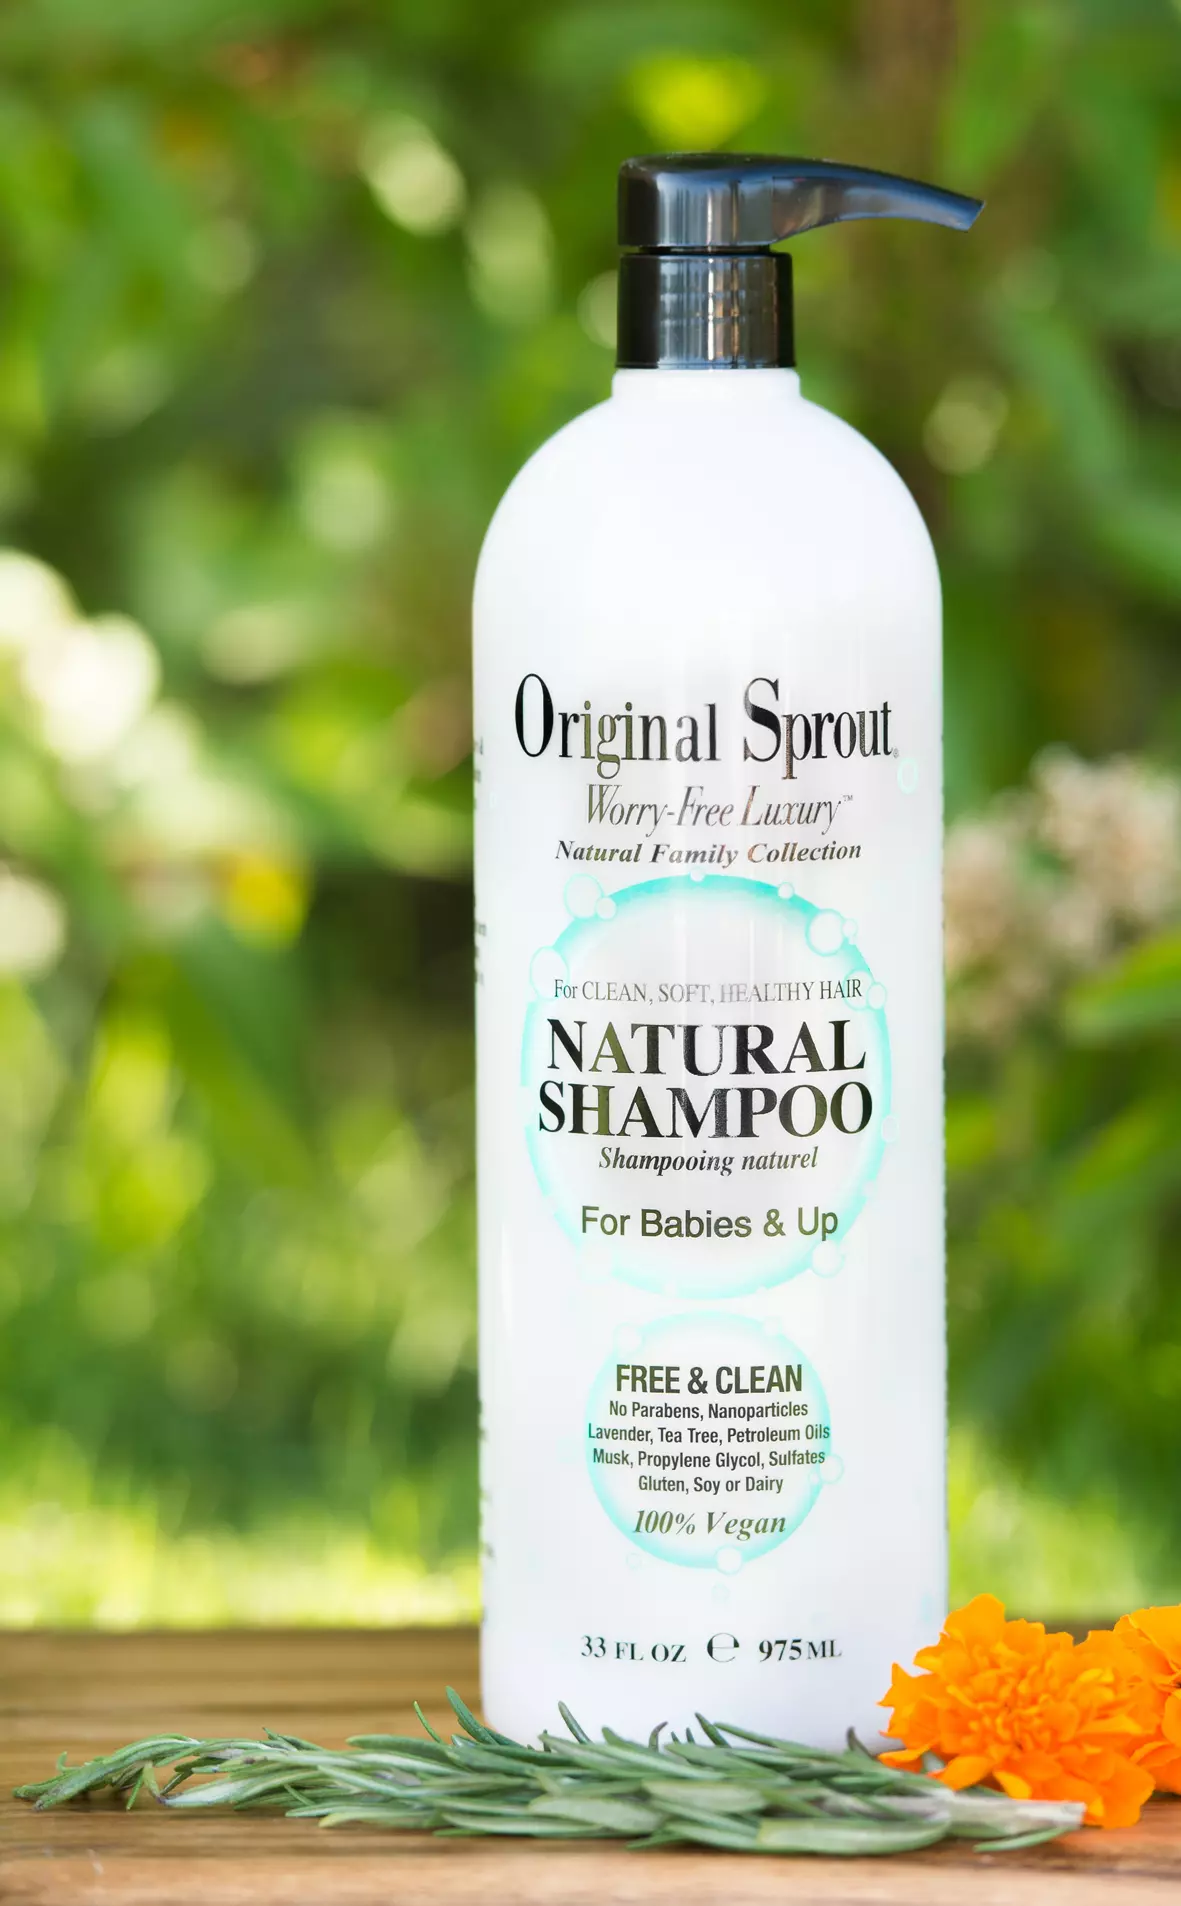 Original Sprout®
Worry-Free Luxury™
Natural Family Collection
For CLEAN, SOFT, HEALTHY HAIR
NATURAL
SHAMPOO
Shampooing naturel
For Babies & Up
FREE & CLEAN
No Parabens, Nanoparticles
Lavender, Tea Tree, Petroleum Oils
Musk, Propylene Glycol, Sulfates
Gluten, Soy or Dairy
100% Vegan
33 FL OZ ℮ 975ML